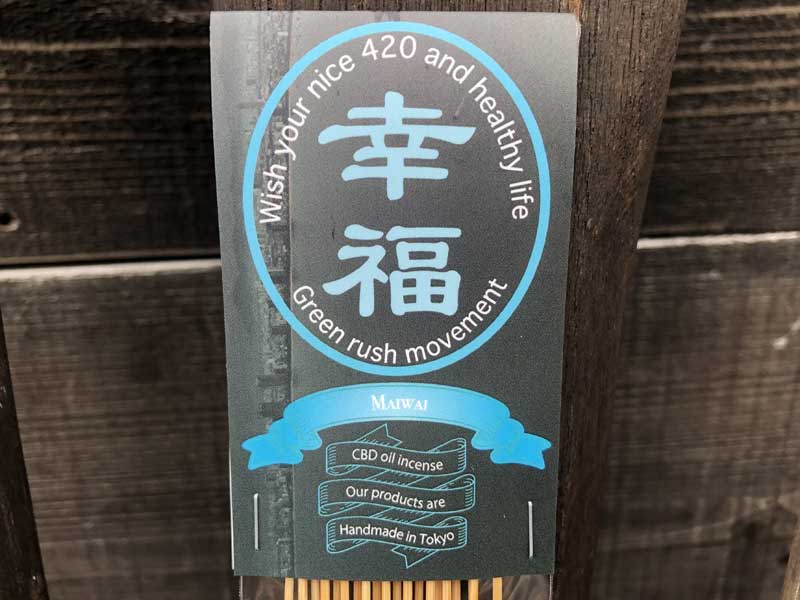 Wish your nice 420 and healthy life
幸
福
Green rush movement
MAIWAI
CBD oil incense
Our products are
Handmade in Tokyo